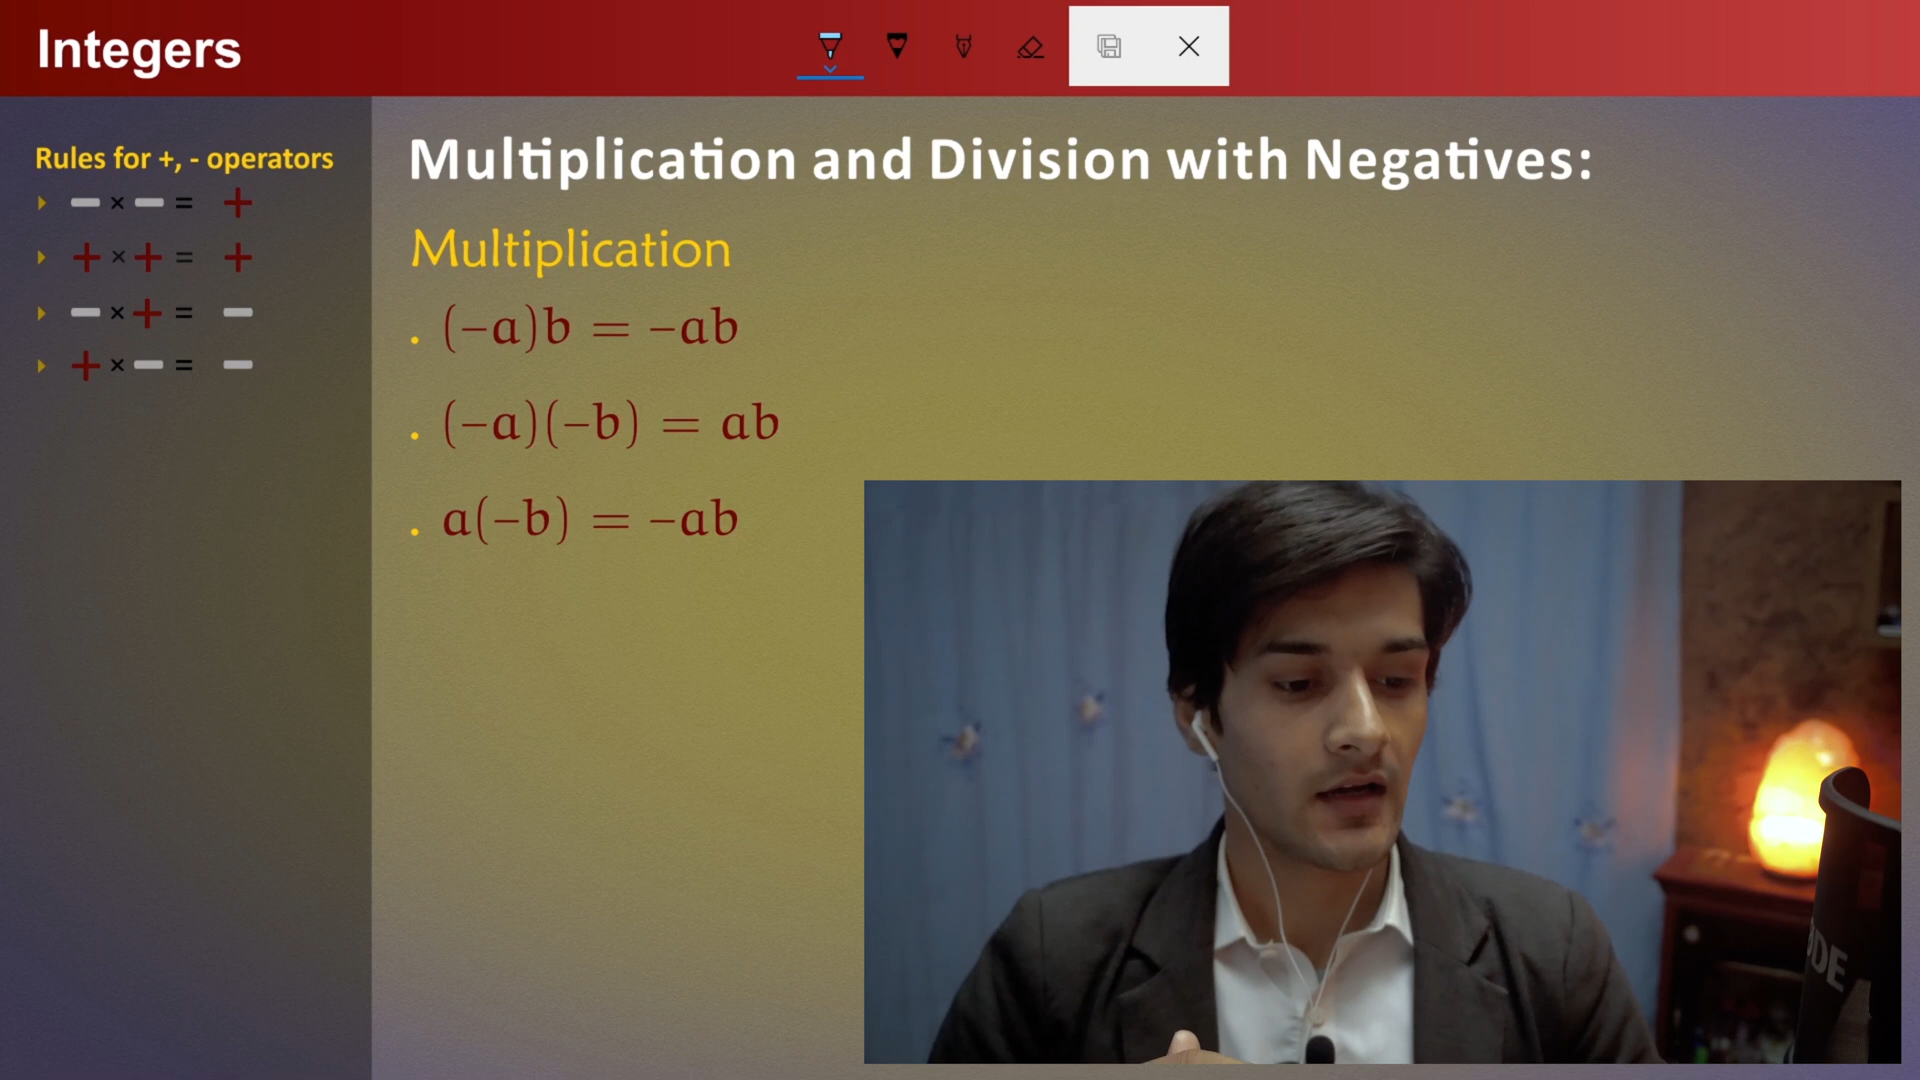 Integers
Rules for +, - operators
− × − = +
+ × + = +
− × + = −
+ × − = −
Multiplication and Division with Negatives:
Multiplication
. (−a)b = −ab
. (−a)(−b) = ab
. a(−b) = −ab